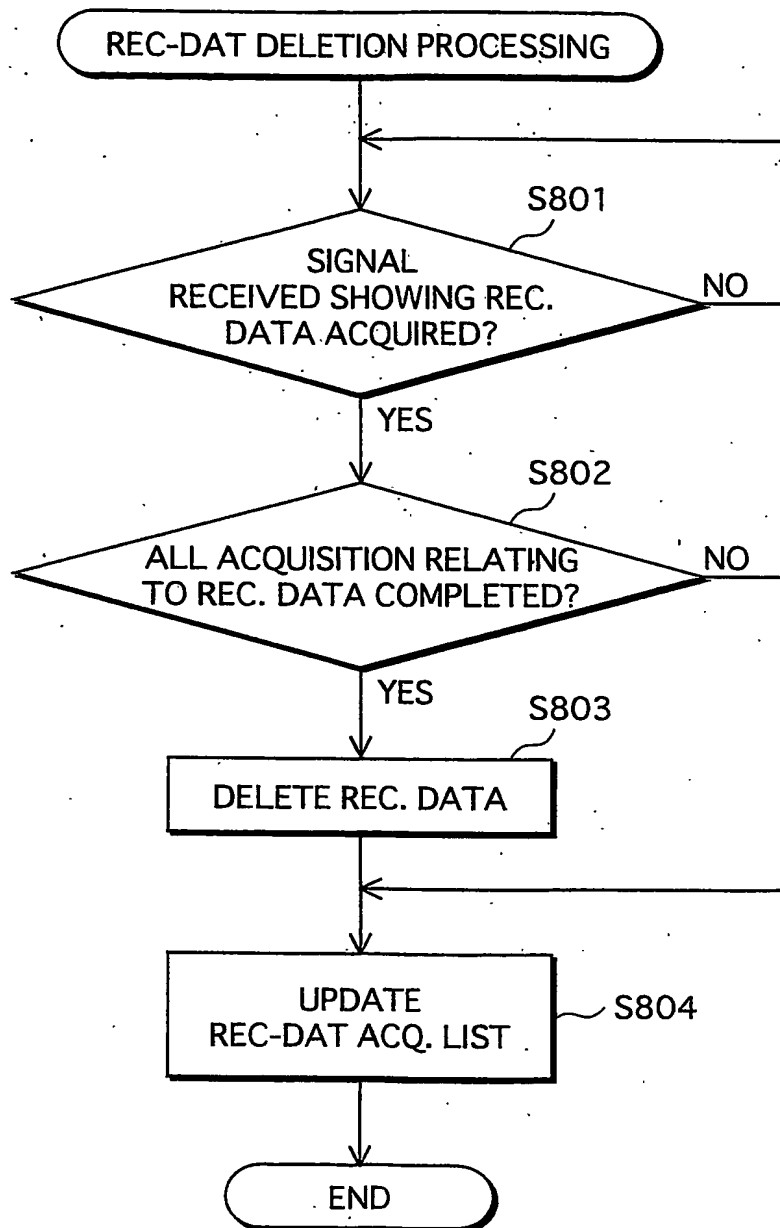 REC-DAT DELETION PROCESSING
S801
SIGNAL
RECEIVED SHOWING REC.
DATA ACQUIRED?
NO
YES
S802
ALL ACQUISITION RELATING
TO REC. DATA COMPLETED?
NO
YES
S803
DELETE REC. DATA
UPDATE
REC-DAT ACQ. LIST
S804
END